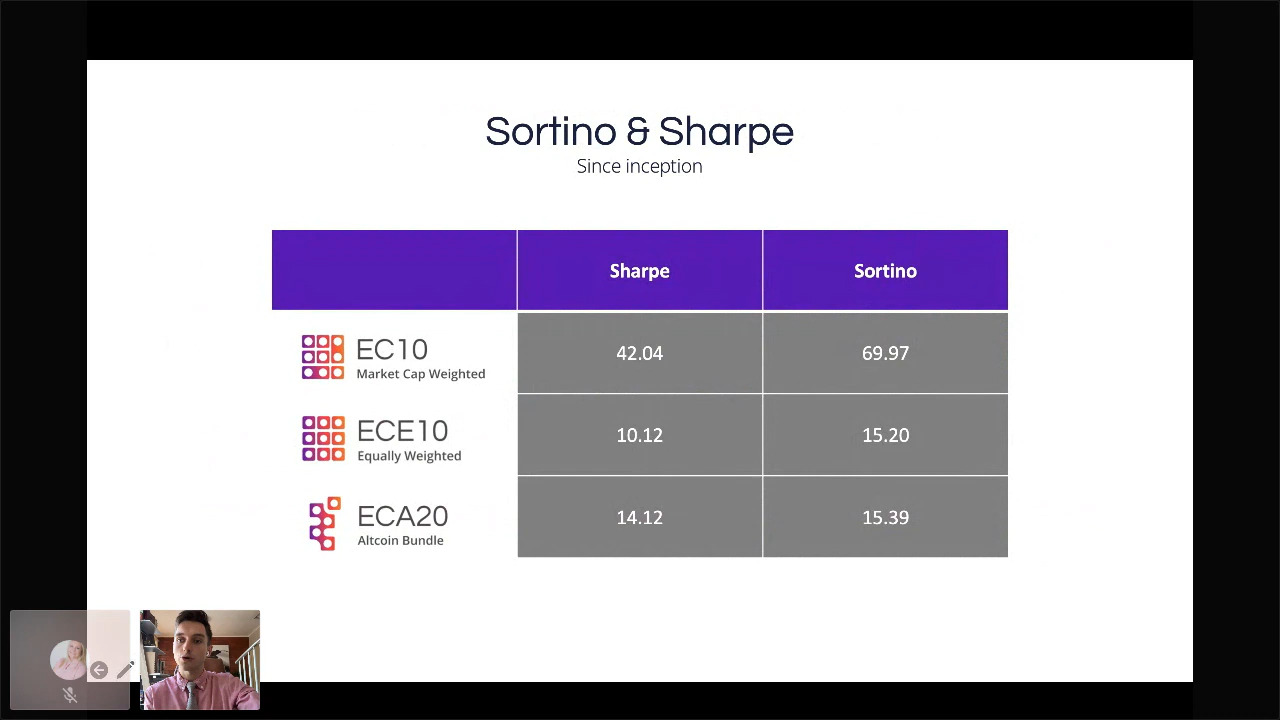 Sortino & Sharpe
Since inception
Sharpe Sortino
EC10
Market Cap Weighted
42.04 69.97
ECE10
Equally Weighted
10.12 15.20
ECA20
Altcoin Bundle
14.12 15.39